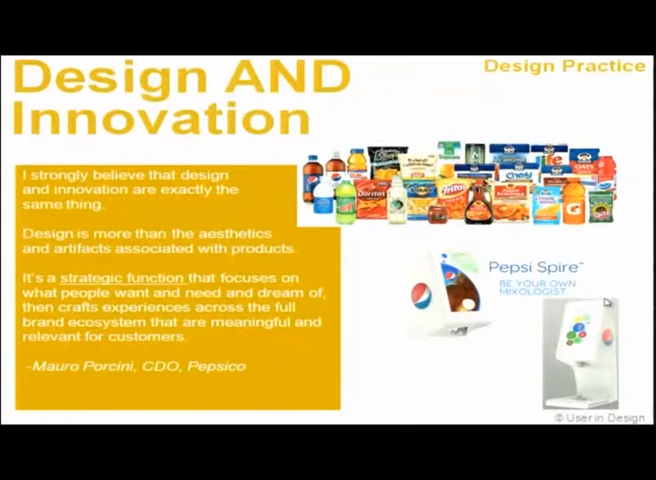 Design AND
Innovation
Design Practice
I strongly believe that design
and innovation are exactly the
same thing.
Design is more than the aesthetics
and artifacts associated with products.
It's a strategic function that focuses on
what people want and need and dream of,
then crafts experiences across the full
brand ecosystem that are meaningful and
relevant for customers.
-Mauro Porcini, CDO, Pepsico
Doritos
Fritos
Pepsi Spire™
BE YOUR OWN
MIXOLOGIST
© User in Design